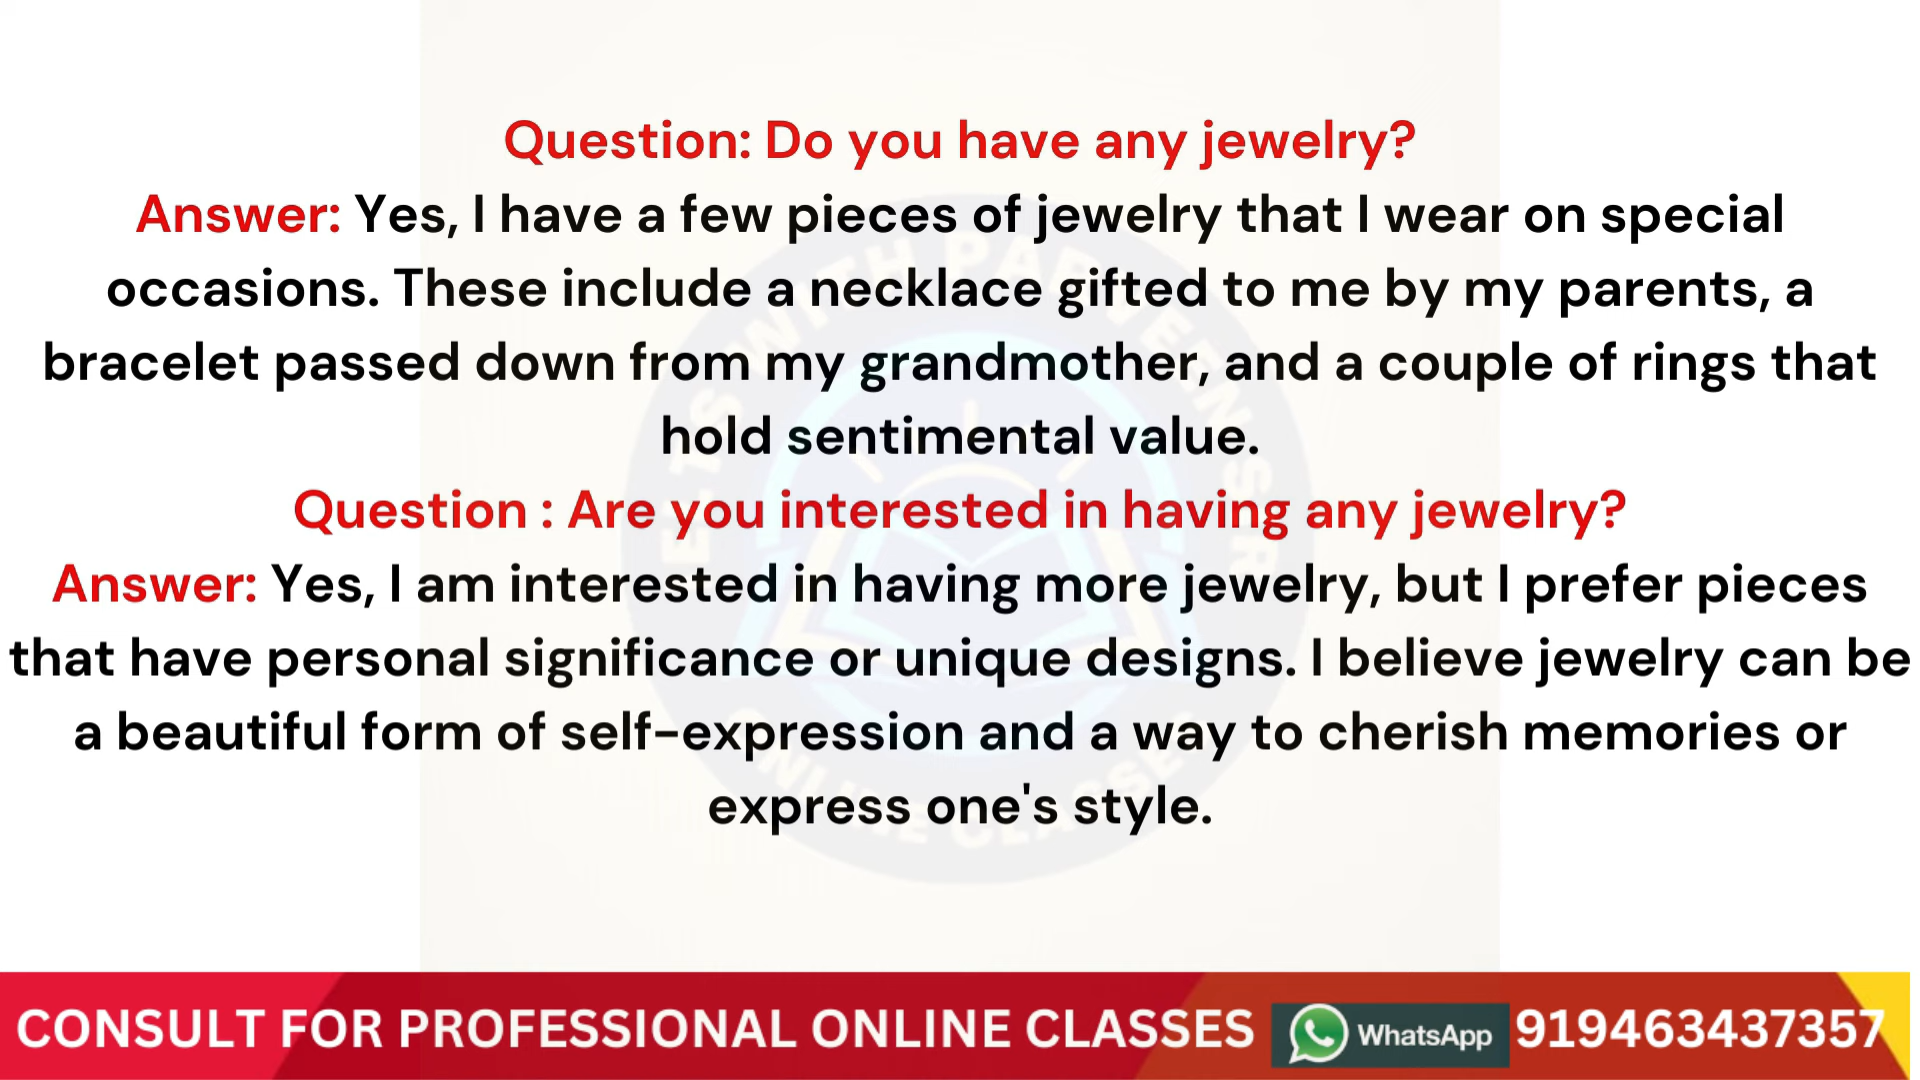 Question: Do you have any jewelry?
Answer: Yes, I have a few pieces of jewelry that I wear on special
occasions. These include a necklace gifted to me by my parents, a
bracelet passed down from my grandmother, and a couple of rings that
hold sentimental value.
Question : Are you interested in having any jewelry?
Answer: Yes, I am interested in having more jewelry, but I prefer pieces
that have personal significance or unique designs. I believe jewelry can be
a beautiful form of self-expression and a way to cherish memories or
express one's style.
CONSULT FOR PROFESSIONAL ONLINE CLASSES WhatsApp 919463437357